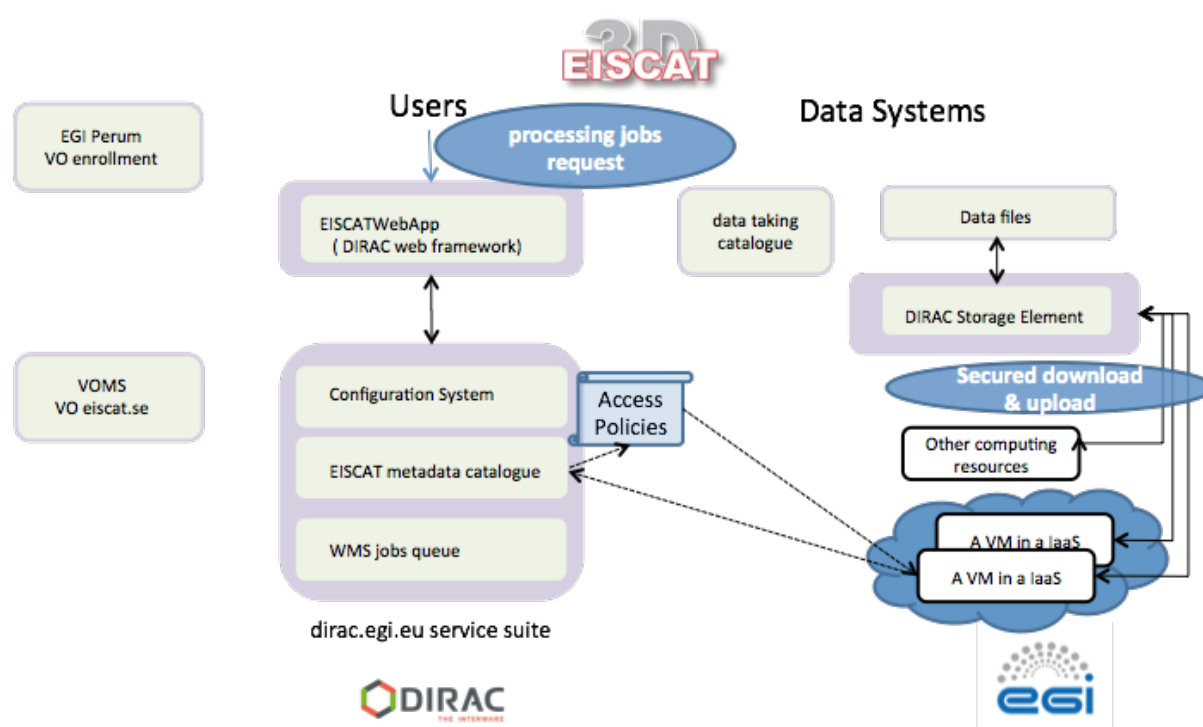 3D
EISCAT
Users
Data Systems
processing jobs
request
EGI Perum
VO enrollment
EISCATWebApp
( DIRAC web framework)
data taking
catalogue
Data files
DIRAC Storage Element
VOMS
VO eiscat.se
Configuration System
EISCAT metadata catalogue
WMS jobs queue
Access
Policies
Secured download
& upload
Other computing
resources
A VM in a IaaS
A VM in a IaaS
dirac.egi.eu service suite
DIRAC
THE INTERWARE
egi